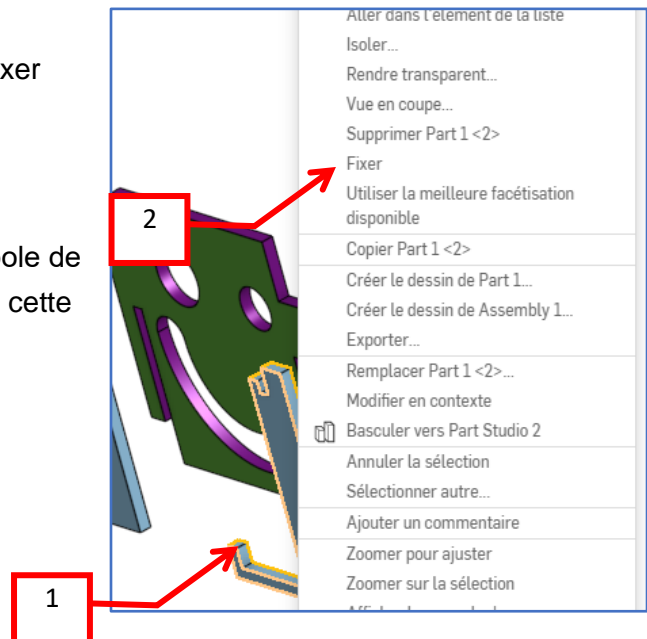 xer
ole de
cette
Aller dans l'élément de la liste
Isoler...
Rendre transparent...
Vue en coupe...
Supprimer Part 1 <2>
Fixer
Utiliser la meilleure facétisation
disponible
Copier Part 1 <2>
Créer le dessin de Part 1...
Créer le dessin de Assembly 1...
Exporter...
Remplacer Part 1 <2>...
Modifier en contexte
Basculer vers Part Studio 2
Annuler la sélection
Sélectionner autre...
Ajouter un commentaire
Zoomer pour ajuster
Zoomer sur la sélection
2
1